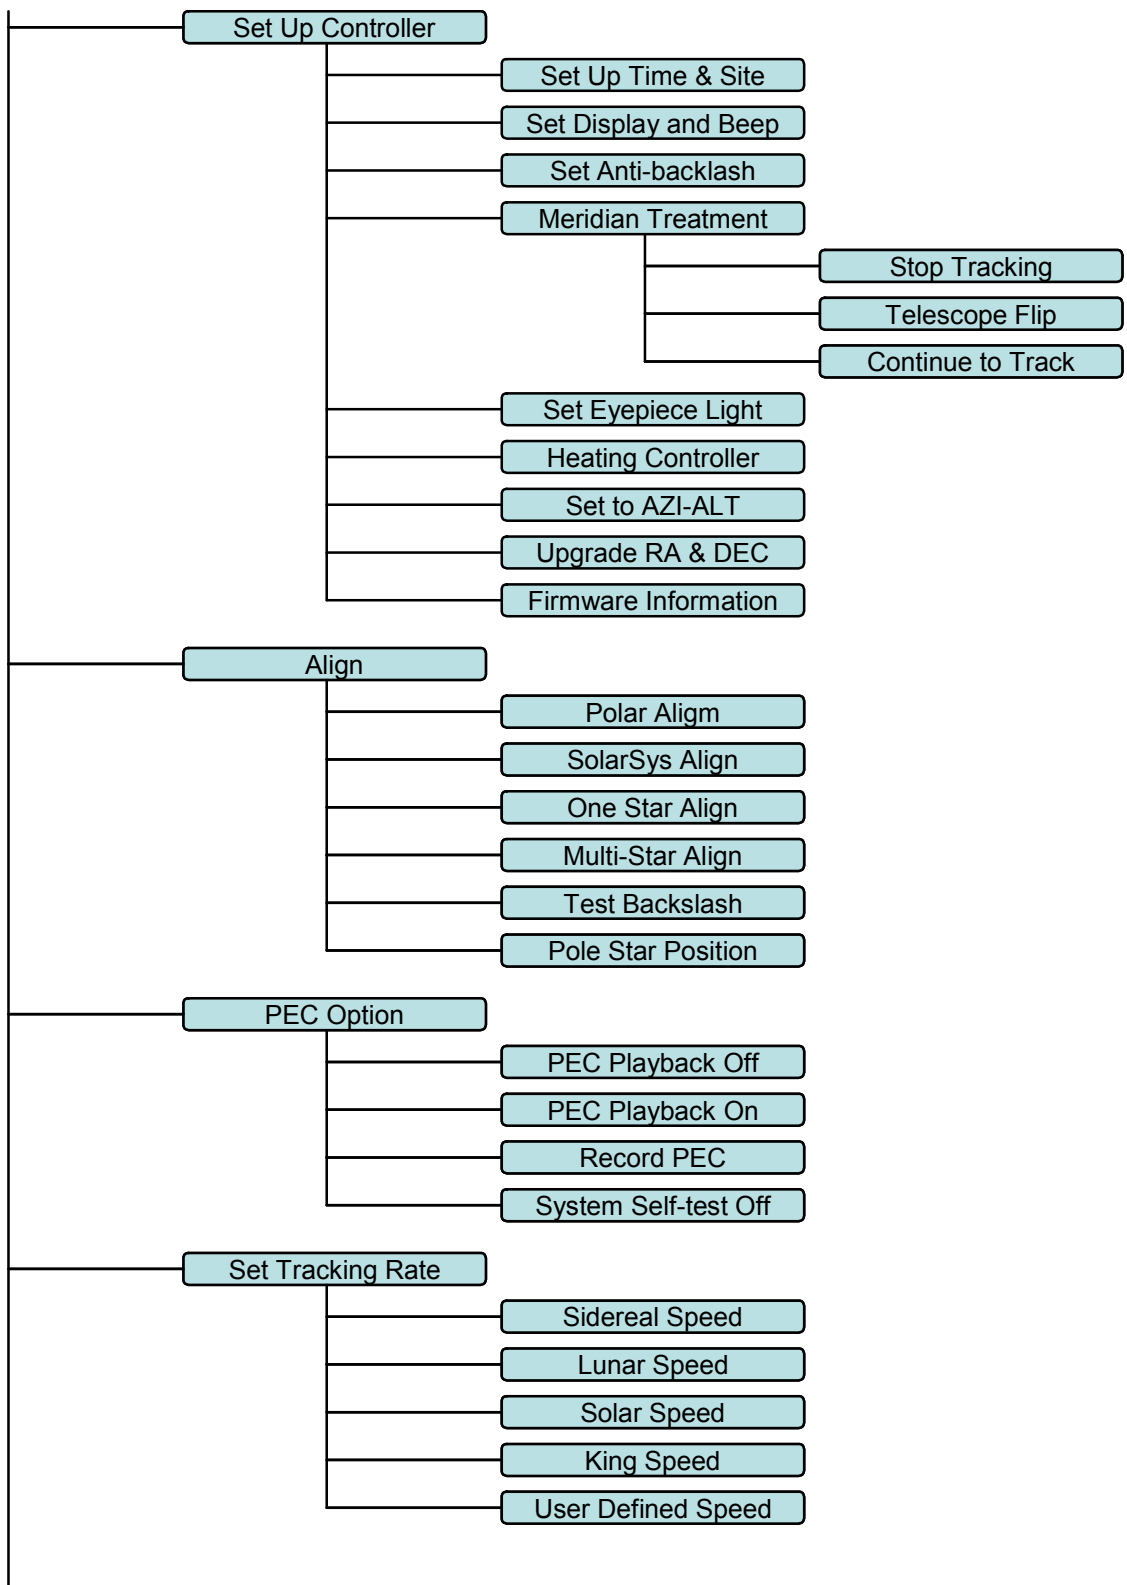 Set Up Controller
Set Up Time & Site
Set Display and Beep
Set Anti-backlash
Meridian Treatment
Stop Tracking
Telescope Flip
Continue to Track
Set Eyepiece Light
Heating Controller
Set to AZI-ALT
Upgrade RA & DEC
Firmware Information
Align
Polar Aligm
SolarSys Align
One Star Align
Multi-Star Align
Test Backslash
Pole Star Position
PEC Option
PEC Playback Off
PEC Playback On
Record PEC
System Self-test Off
Set Tracking Rate
Sidereal Speed
Lunar Speed
Solar Speed
King Speed
User Defined Speed